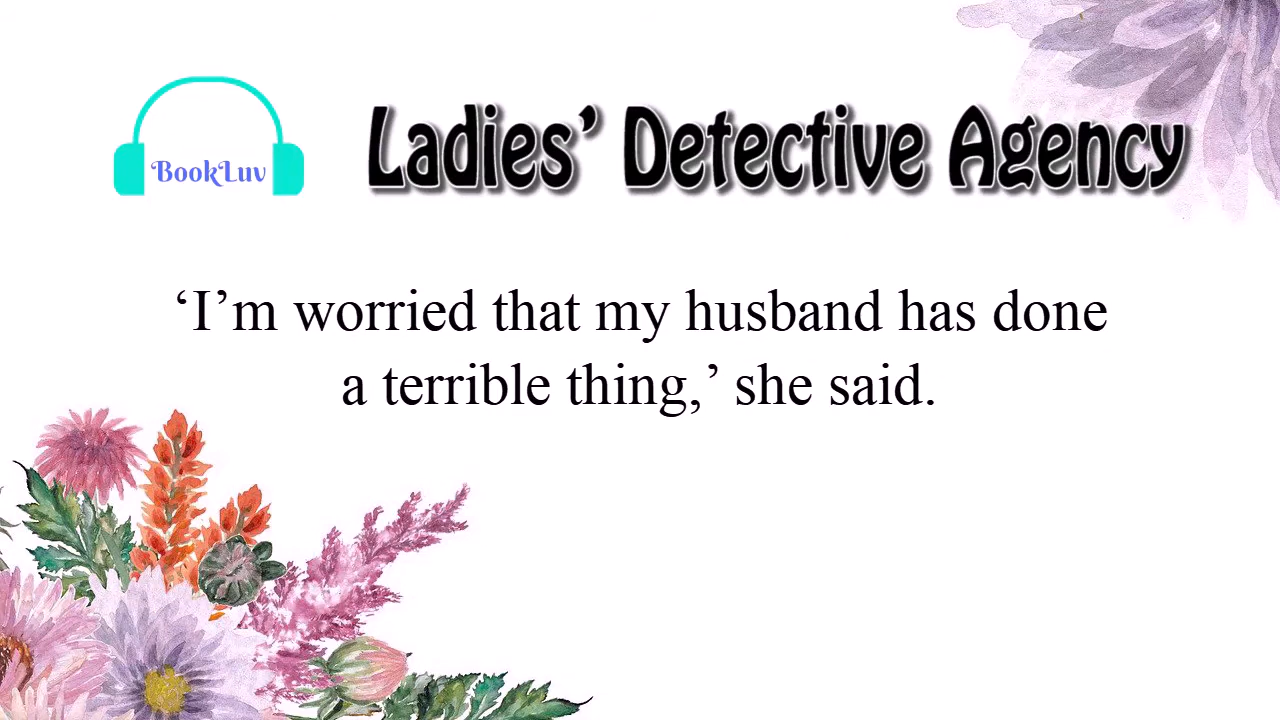 BookLuv
Ladies’ Detective Agency
‘I’m worried that my husband has done
a terrible thing,’ she said.